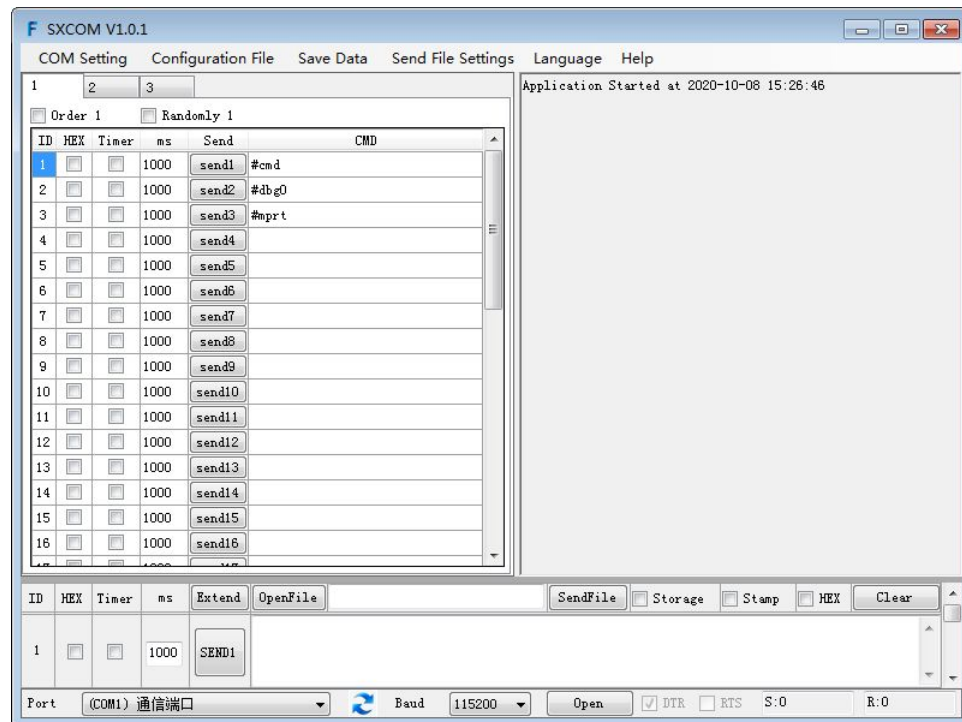 SXCOM V1.0.1
COM Setting Configuration File Save Data Send File Settings Language Help
1 2 3
Order 1 Randomly 1
ID HEX Timer ms Send CMD
1 1000 send1 #cmd
2 1000 send2 #dbg0
3 1000 send3 #mprt
4 1000 send4
5 1000 send5
6 1000 send6
7 1000 send7
8 1000 send8
9 1000 send9
10 1000 send10
11 1000 send11
12 1000 send12
13 1000 send13
14 1000 send14
15 1000 send15
16 1000 send16
Application Started at 2020-10-08 15:26:46
ID HEX Timer ms Extend OpenFile SendFile Storage Stamp HEX Clear
1 1000 SEND1
Port (COM1) 通信端口 Baud 115200 Open DTR RTS S:0 R:0